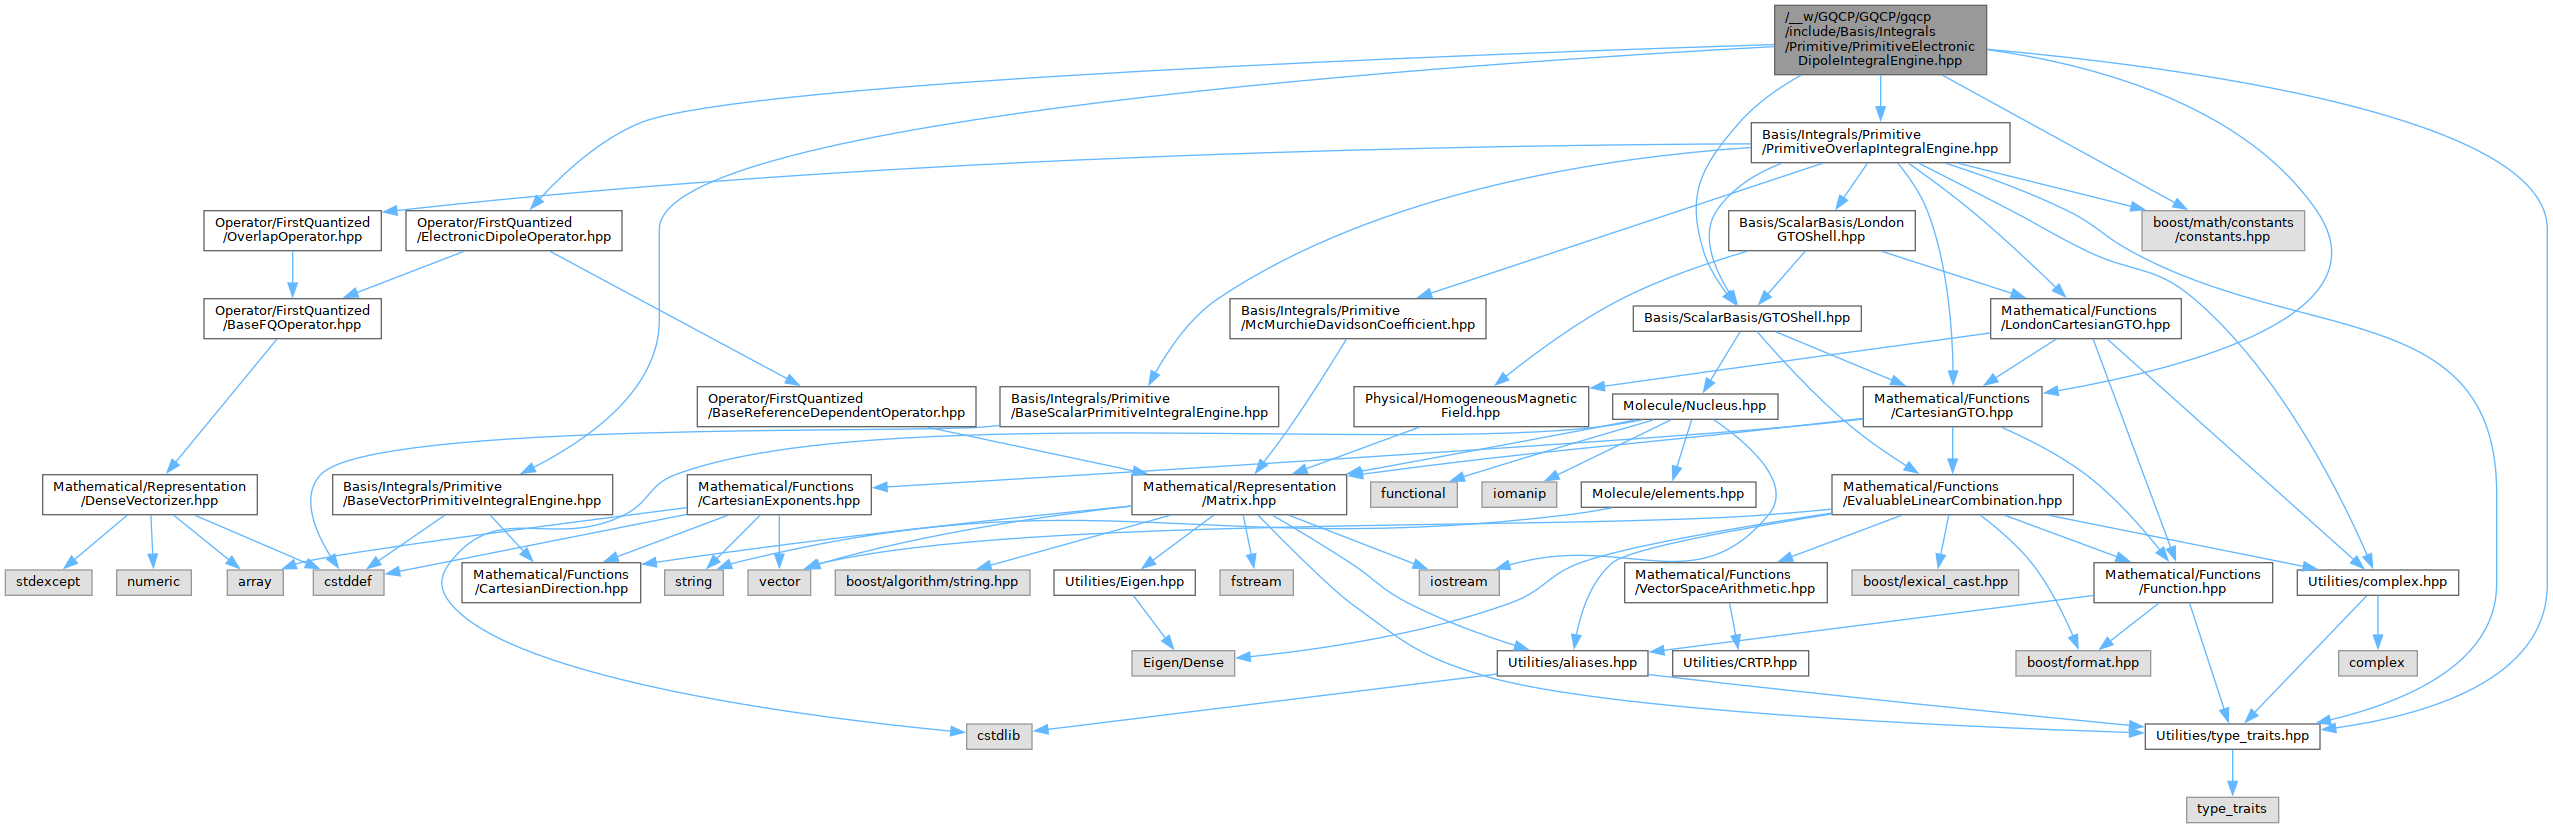 /__w/GQCP/GQCP/gqcp
/include/Basis/Integrals
/Primitive/PrimitiveElectronic
DipoleIntegralEngine.hpp
Basis/Integrals/Primitive
/PrimitiveOverlapIntegralEngine.hpp
Operator/FirstQuantized
/OverlapOperator.hpp
Operator/FirstQuantized
/ElectronicDipoleOperator.hpp
Basis/ScalarBasis/London
GTOShell.hpp
boost/math/constants
/constants.hpp
Operator/FirstQuantized
/BaseFQOperator.hpp
Basis/Integrals/Primitive
/McMurchieDavidsonCoefficient.hpp
Basis/ScalarBasis/GTOShell.hpp
Mathematical/Functions
/LondonCartesianGTO.hpp
Operator/FirstQuantized
/BaseReferenceDependentOperator.hpp
Basis/Integrals/Primitive
/BaseScalarPrimitiveIntegralEngine.hpp
Physical/HomogeneousMagnetic
Field.hpp
Molecule/Nucleus.hpp
Mathematical/Functions
/CartesianGTO.hpp
Mathematical/Representation
/DenseVectorizer.hpp
Basis/Integrals/Primitive
/BaseVectorPrimitiveIntegralEngine.hpp
Mathematical/Functions
/CartesianExponents.hpp
Mathematical/Representation
/Matrix.hpp
functional
iomanip
Molecule/elements.hpp
Mathematical/Functions
/EvaluableLinearCombination.hpp
stdexcept
numeric
array
cstddef
Mathematical/Functions
/CartesianDirection.hpp
string
vector
boost/algorithm/string.hpp
Utilities/Eigen.hpp
fstream
iostream
Mathematical/Functions
/VectorSpaceArithmetic.hpp
boost/lexical_cast.hpp
Mathematical/Functions
/Function.hpp
Utilities/complex.hpp
Eigen/Dense
Utilities/aliases.hpp
Utilities/CRTP.hpp
boost/format.hpp
complex
cstdlib
Utilities/type_traits.hpp
type_traits